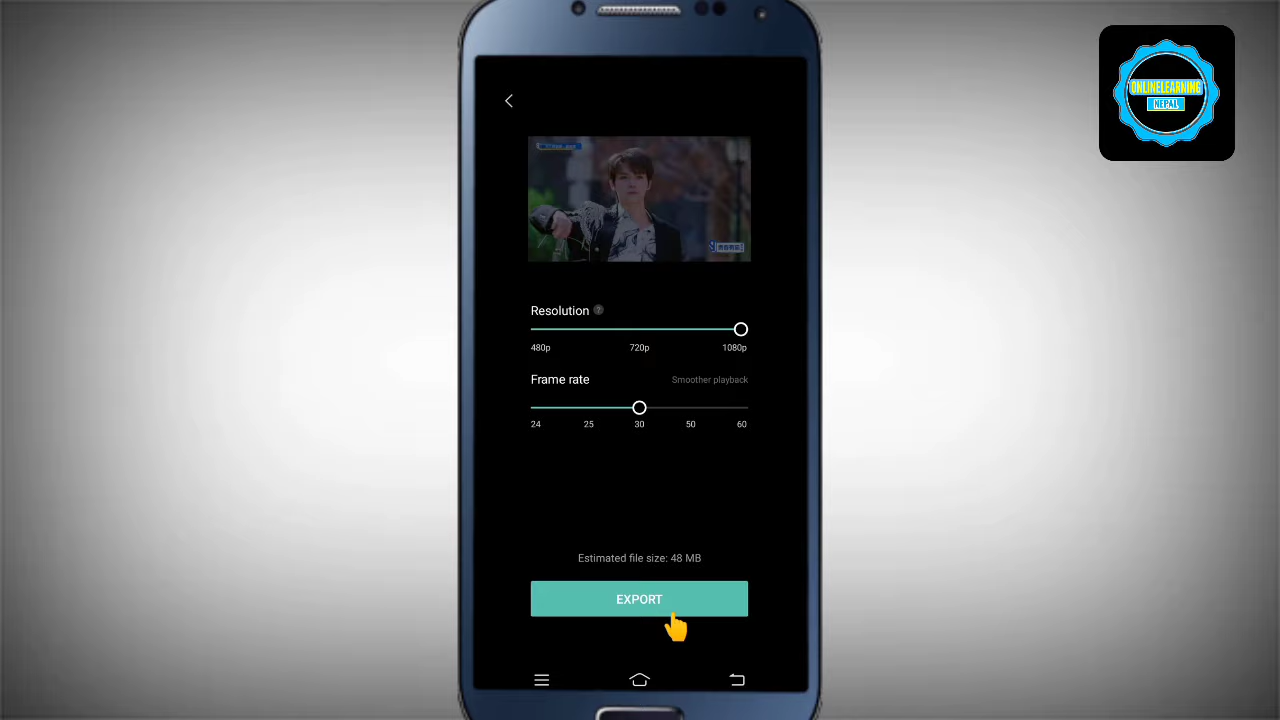 ONLINELEARNING
NEPAL
Resolution ?
480p 720p 1080p
Frame rate Smoother playback
24 25 30 50 60
Estimated file size: 48 MB
EXPORT